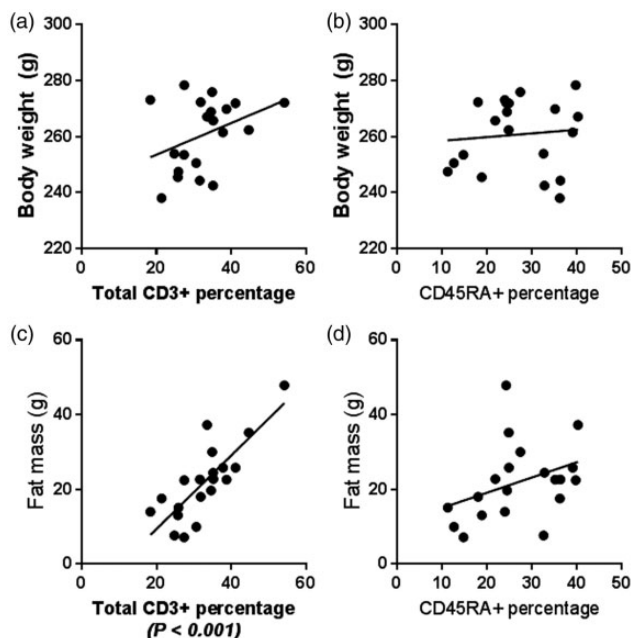 (a)
300
280
260
240
220
Body weight (g)
0 20 40 60
Total CD3+ percentage
(b)
300
280
260
240
220
Body weight (g)
0 10 20 30 40 50
CD45RA+ percentage
(c)
60
40
20
0
Fat mass (g)
0 20 40 60
Total CD3+ percentage
(P < 0.001)
(d)
60
40
20
0
Fat mass (g)
0 10 20 30 40 50
CD45RA+ percentage